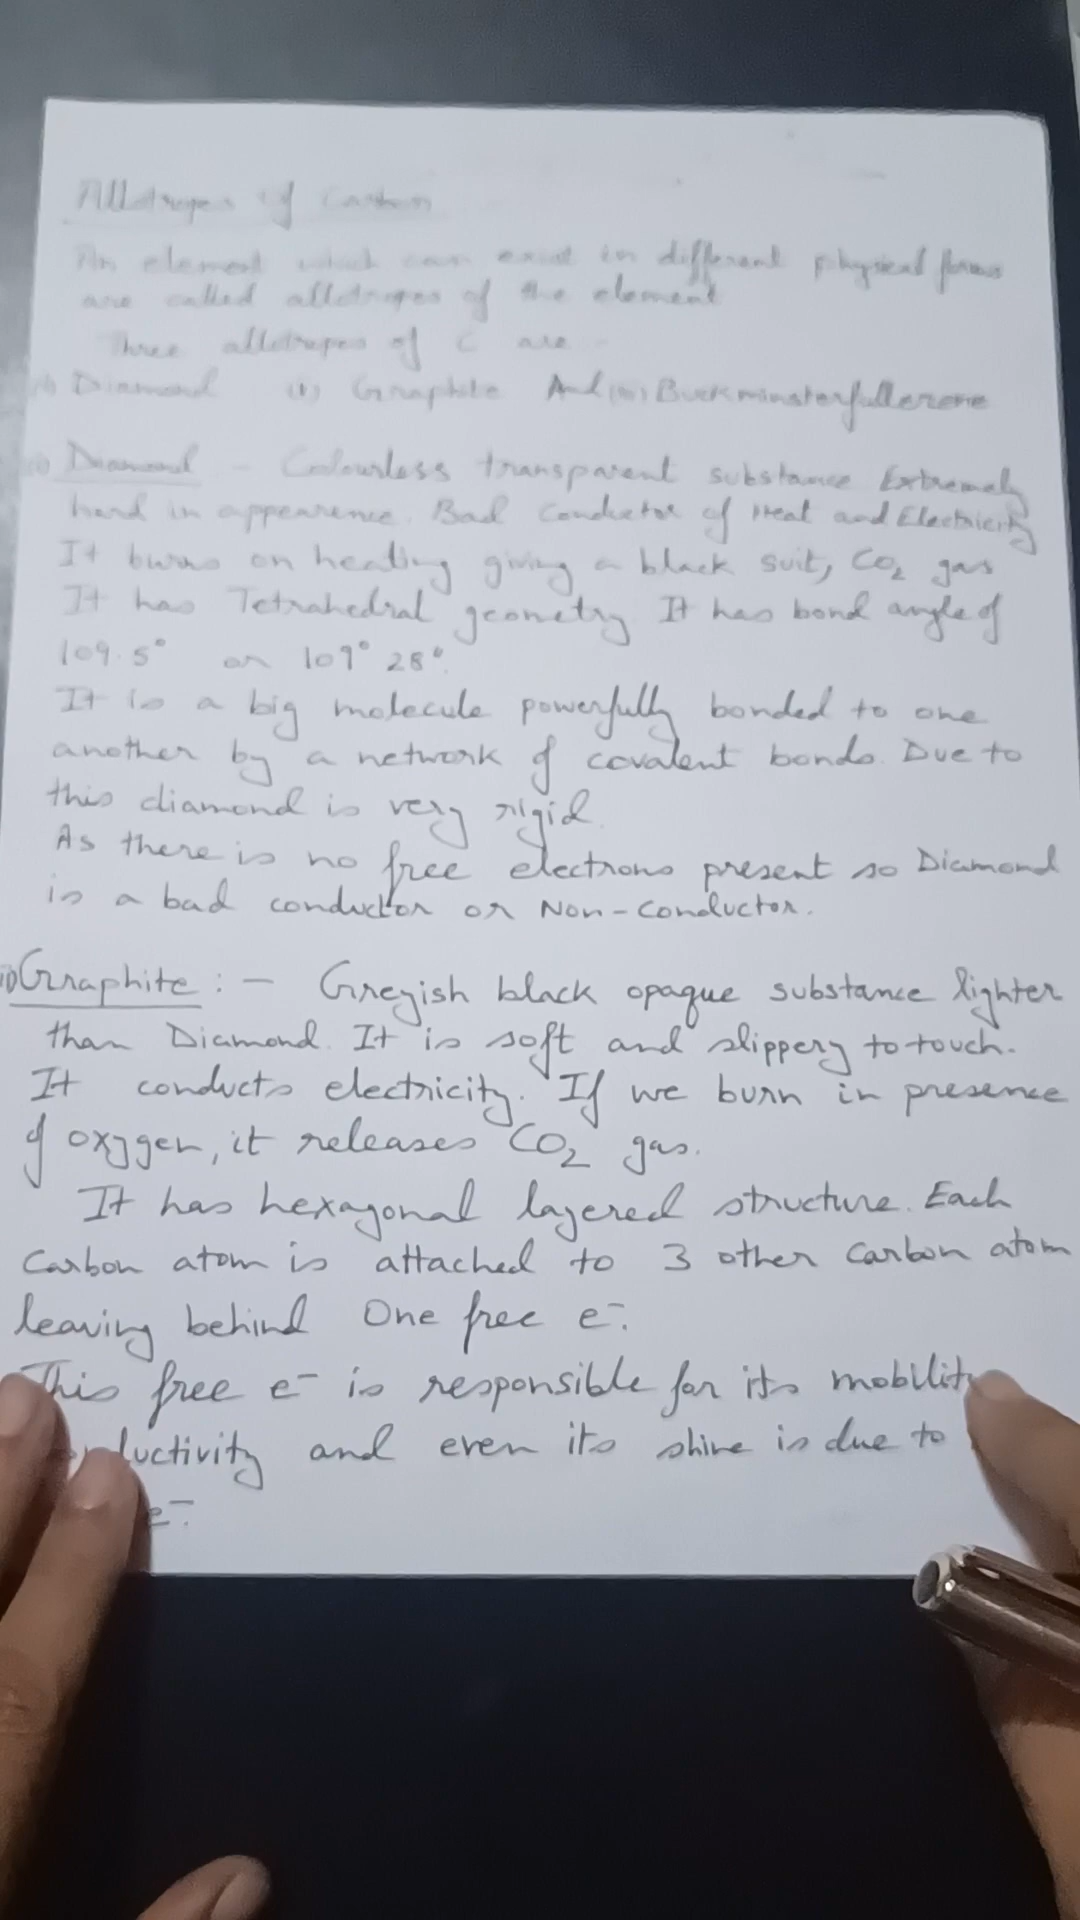 Allotropes of Carbon
An element which can exist in different physical forms
are called allotropes of the element
Three allotropes of C are -
(i) Diamond (ii) Graphite And (iii) Buckminsterfullerene
(i) Diamond - Colourless transparent substance Extremely
hard in appearence. Bad Conductor of Heat and Electricity
It burns on heating giving a black suit, CO₂ gas
It has Tetrahedral geometry It has bond angle of
109.5° or 109° 28"
It is a big molecule powerfully bonded to one
another by a network of covalent bonds. Due to
this diamond is very rigid.
As there is no free electrons present so Diamond
is a bad conductor or Non-Conductor.
ii) Graphite :- Greyish black opaque substance lighter
than Diamond. It is soft and slippery to touch.
It conducts electricity. If we burn in presence
of oxygen, it releases CO₂ gas.
It has hexagonal layered structure. Each
Carbon atom is attached to 3 other Carbon atom
leaving behind One free e⁻.
This free e⁻ is responsible for its mobility
ductivity and even its shine is due to
e⁻.